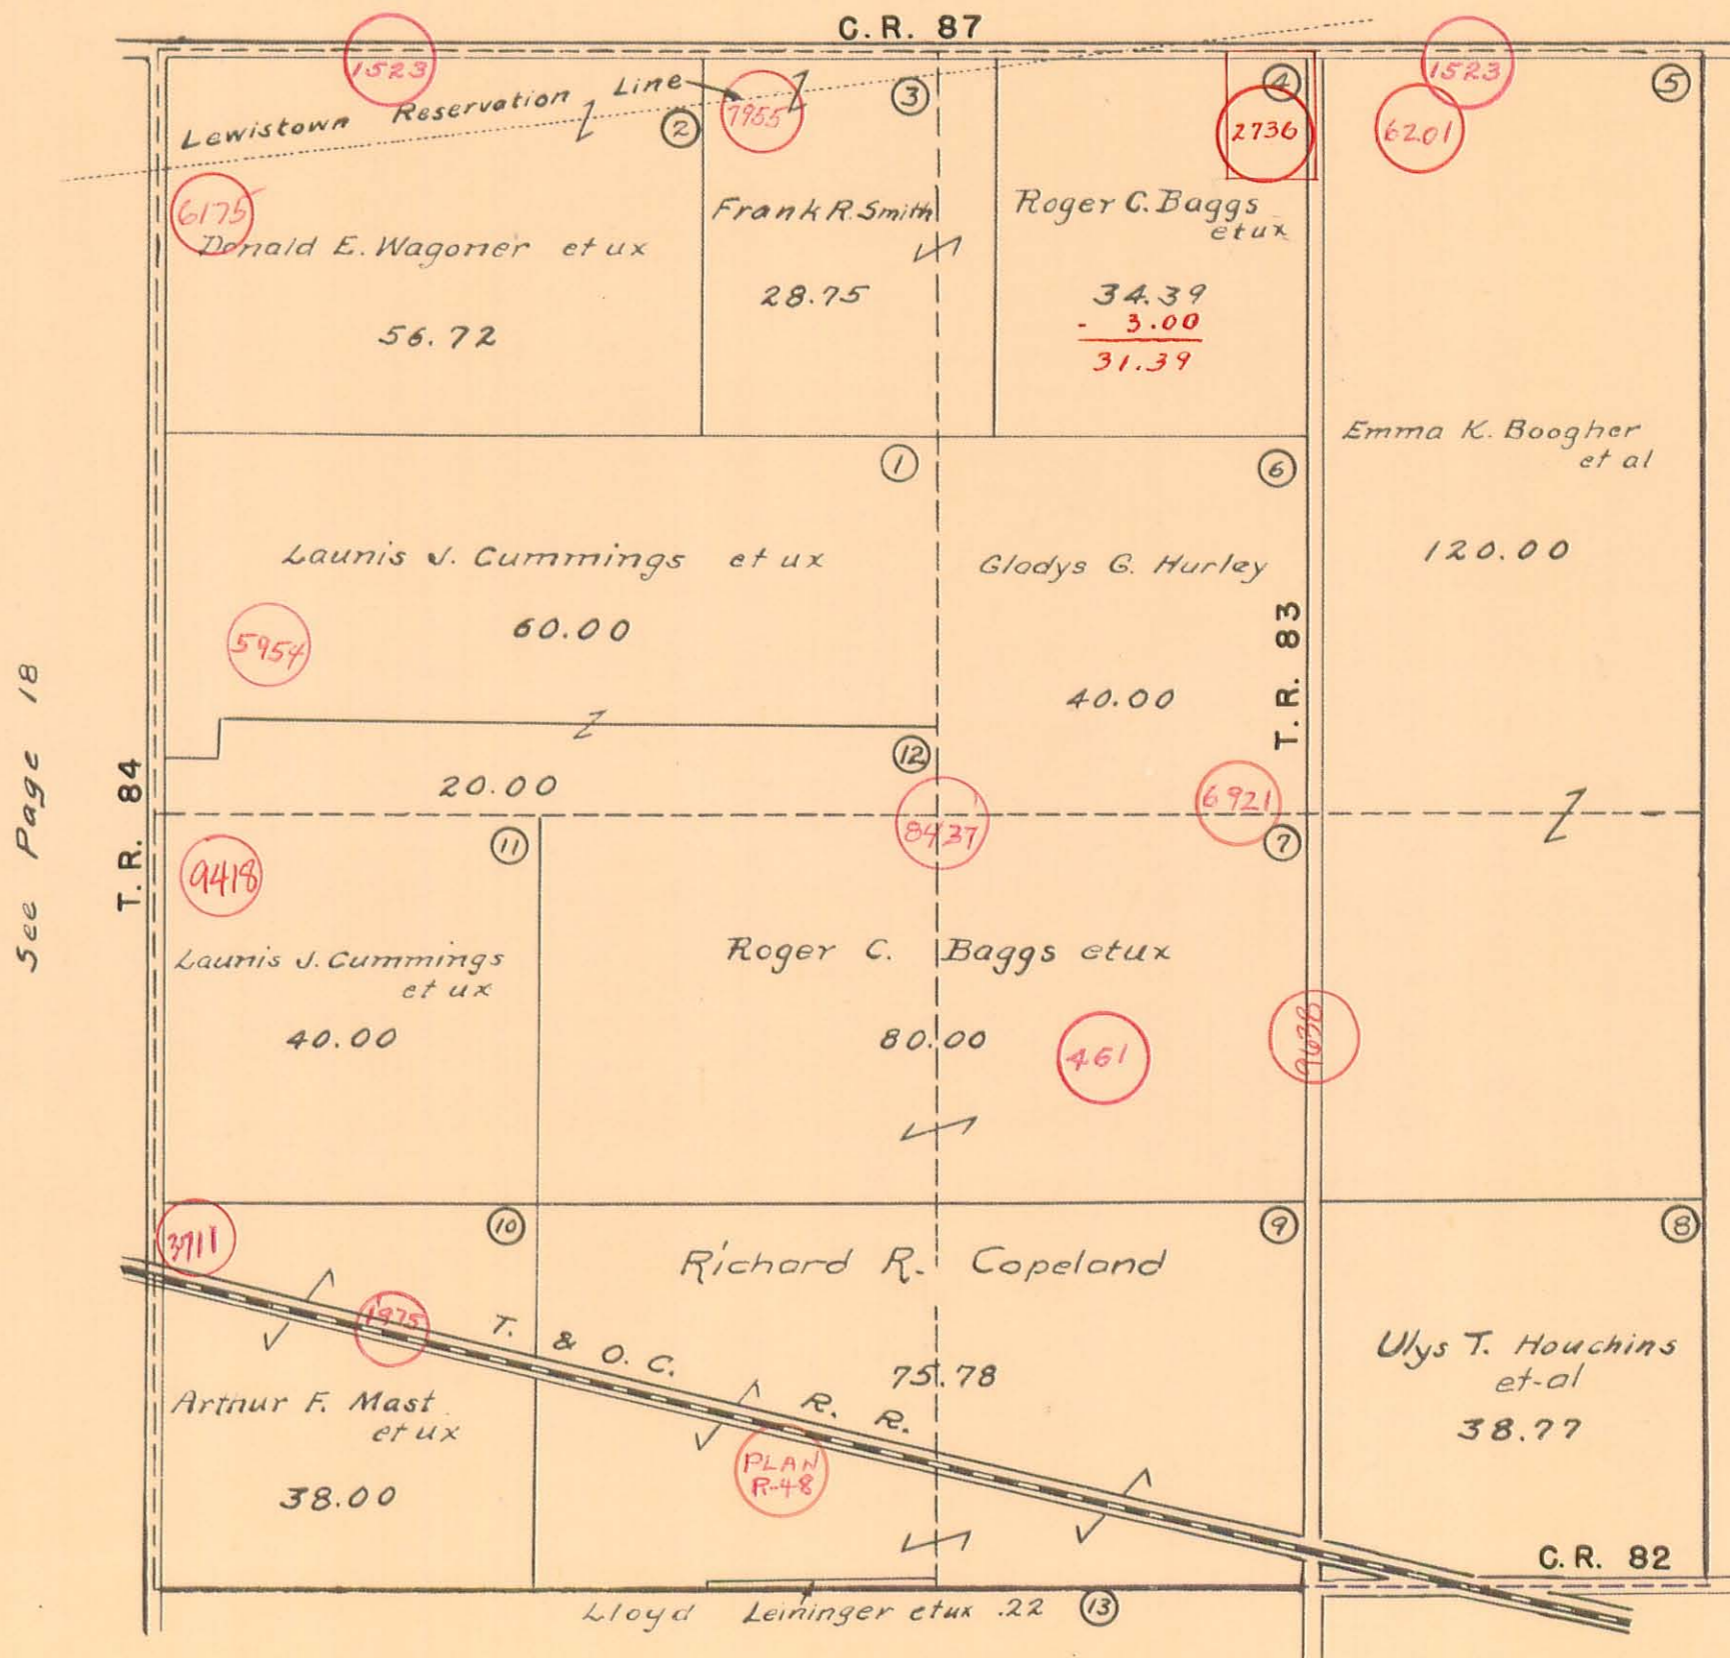 C.R. 87
1523
Lewistown Reservation Line
2
7955
3
4
2736
1523
6201
5
6175
Donald E. Wagoner et ux
56.72
Frank R. Smith
28.75
Roger C. Baggs
et ux
34.39
- 3.00
31.39
Emma K. Boogher
et al
120.00
1
6
Launis J. Cummings et ux
60.00
5954
Gladys G. Hurley
40.00
T.R. 83
See Page 18
T.R. 84
12
20.00
8437
6921
11
7
9418
Launis J. Cummings
et ux
40.00
Roger C. Baggs et ux
80.00
461
9638
3711
10
9
8
Richard R. Copeland
75.78
1975
T. & O. C. R. R.
Arthur F. Mast
et ux
38.00
PLAN
R-48
Ulys T. Houchins
et-al
38.77
C.R. 82
Lloyd Leininger et ux .22 13